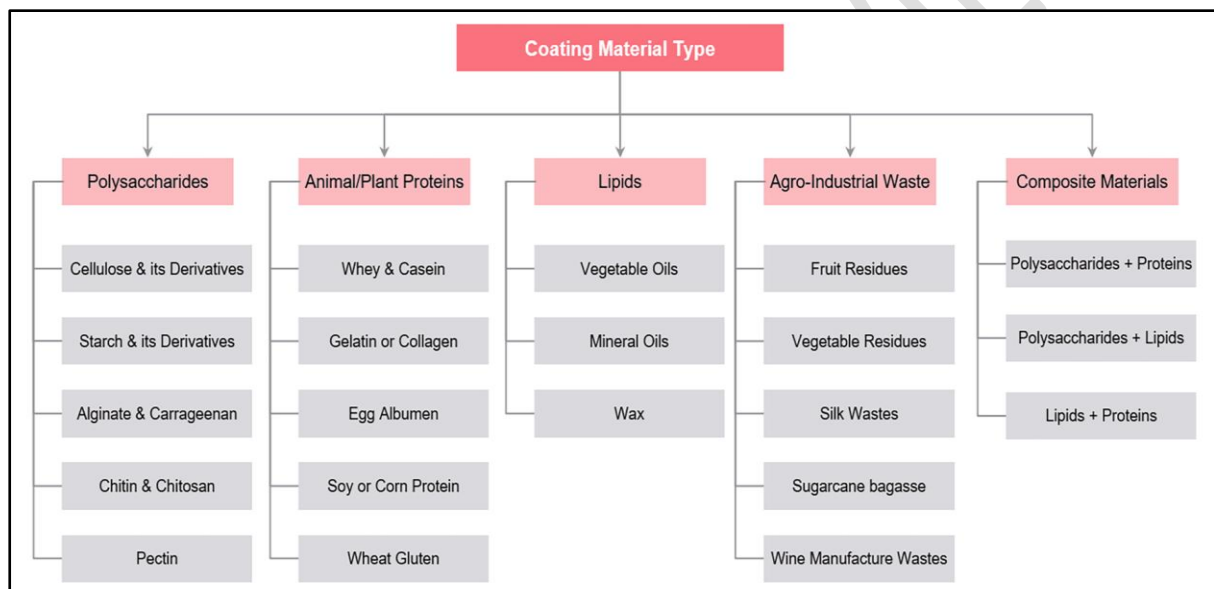 Coating Material Type
Polysaccharides
Cellulose & its Derivatives
Starch & its Derivatives
Alginate & Carrageenan
Chitin & Chitosan
Pectin
Animal/Plant Proteins
Whey & Casein
Gelatin or Collagen
Egg Albumen
Soy or Corn Protein
Wheat Gluten
Lipids
Vegetable Oils
Mineral Oils
Wax
Agro-Industrial Waste
Fruit Residues
Vegetable Residues
Silk Wastes
Sugarcane bagasse
Wine Manufacture Wastes
Composite Materials
Polysaccharides + Proteins
Polysaccharides + Lipids
Lipids + Proteins